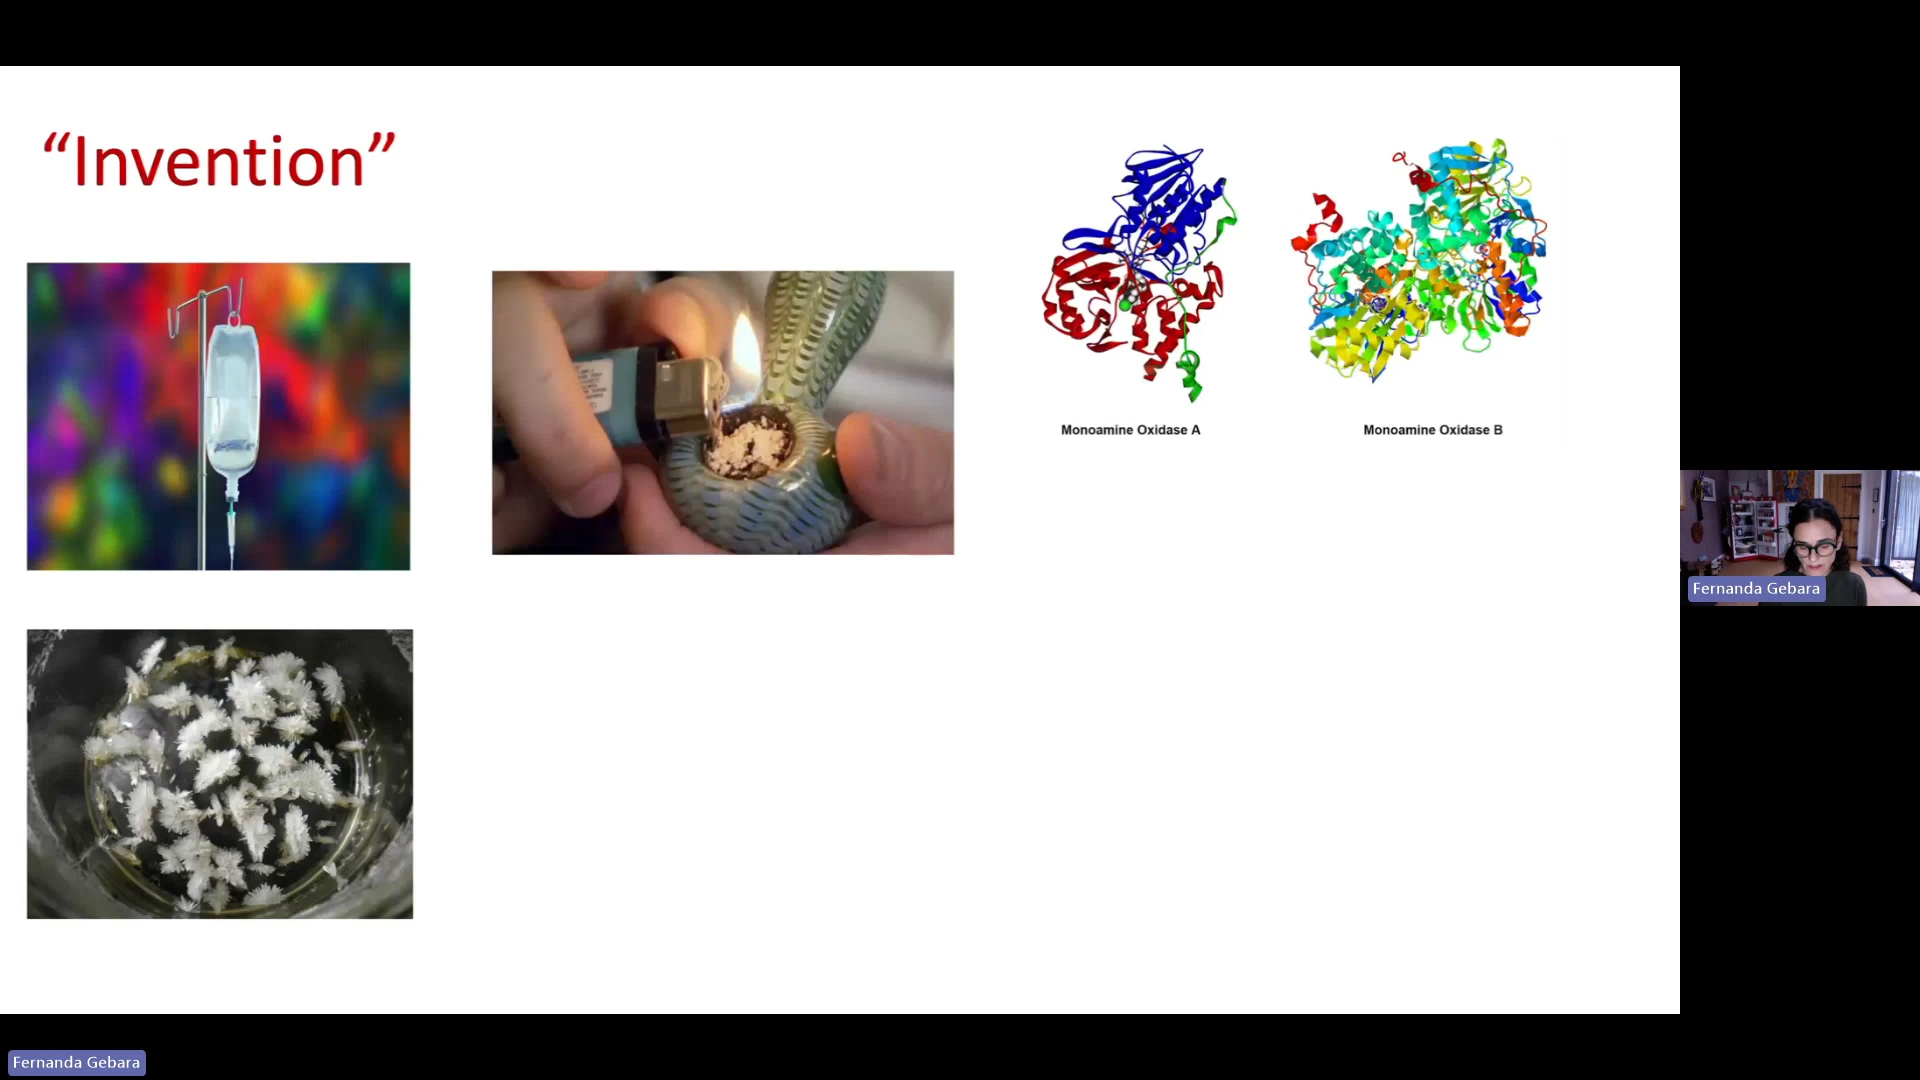 “Invention”
Monoamine Oxidase A
Monoamine Oxidase B
Fernanda Gebara
Fernanda Gebara